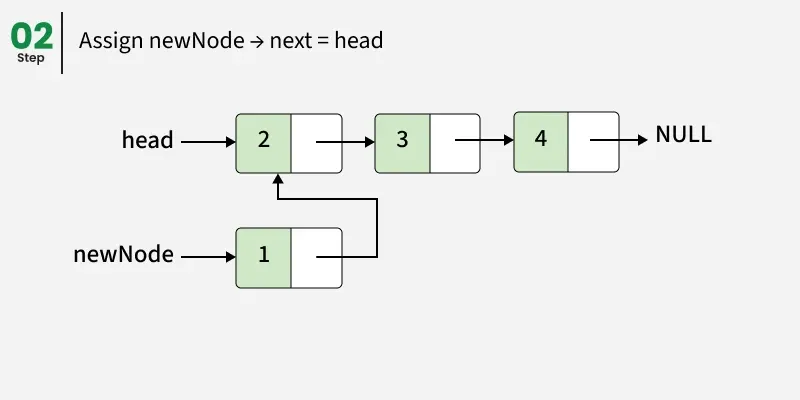 02
Step
Assign newNode → next = head
head
2
3
4
NULL
newNode
1